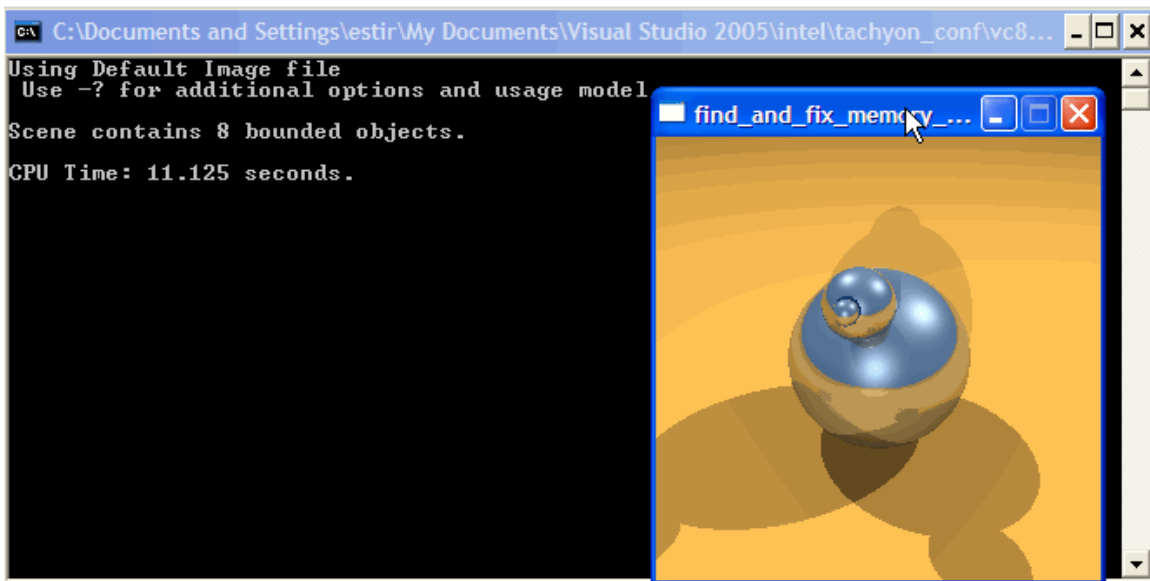 C:\Documents and Settings\estir\My Documents\Visual Studio 2005\intel\tachyon_conf\vc8...
Using Default Image file
Use -? for additional options and usage model
Scene contains 8 bounded objects.
CPU Time: 11.125 seconds.
find_and_fix_memory_...